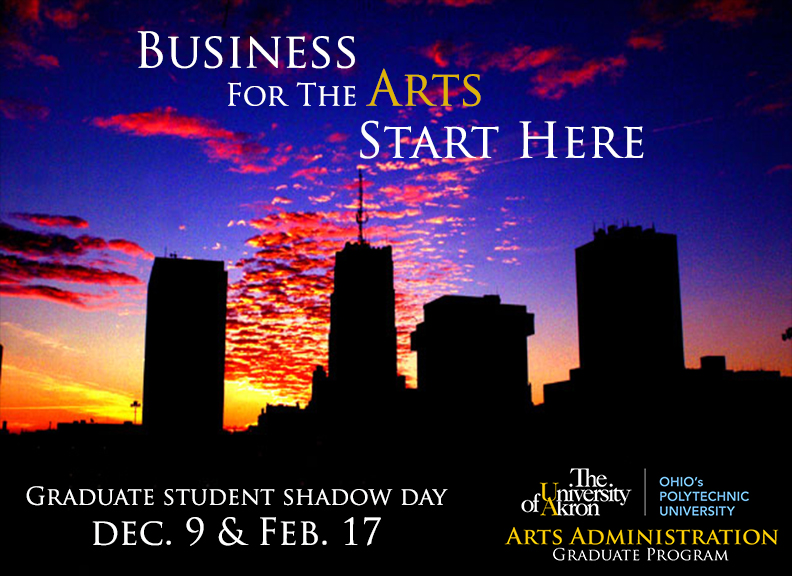 BUSINESS
FOR THE ARTS
START HERE
GRADUATE STUDENT SHADOW DAY
DEC. 9 & FEB. 17
The
University
of Akron
OHIO's
POLYTECHNIC
UNIVERSITY
ARTS ADMINISTRATION
GRADUATE PROGRAM